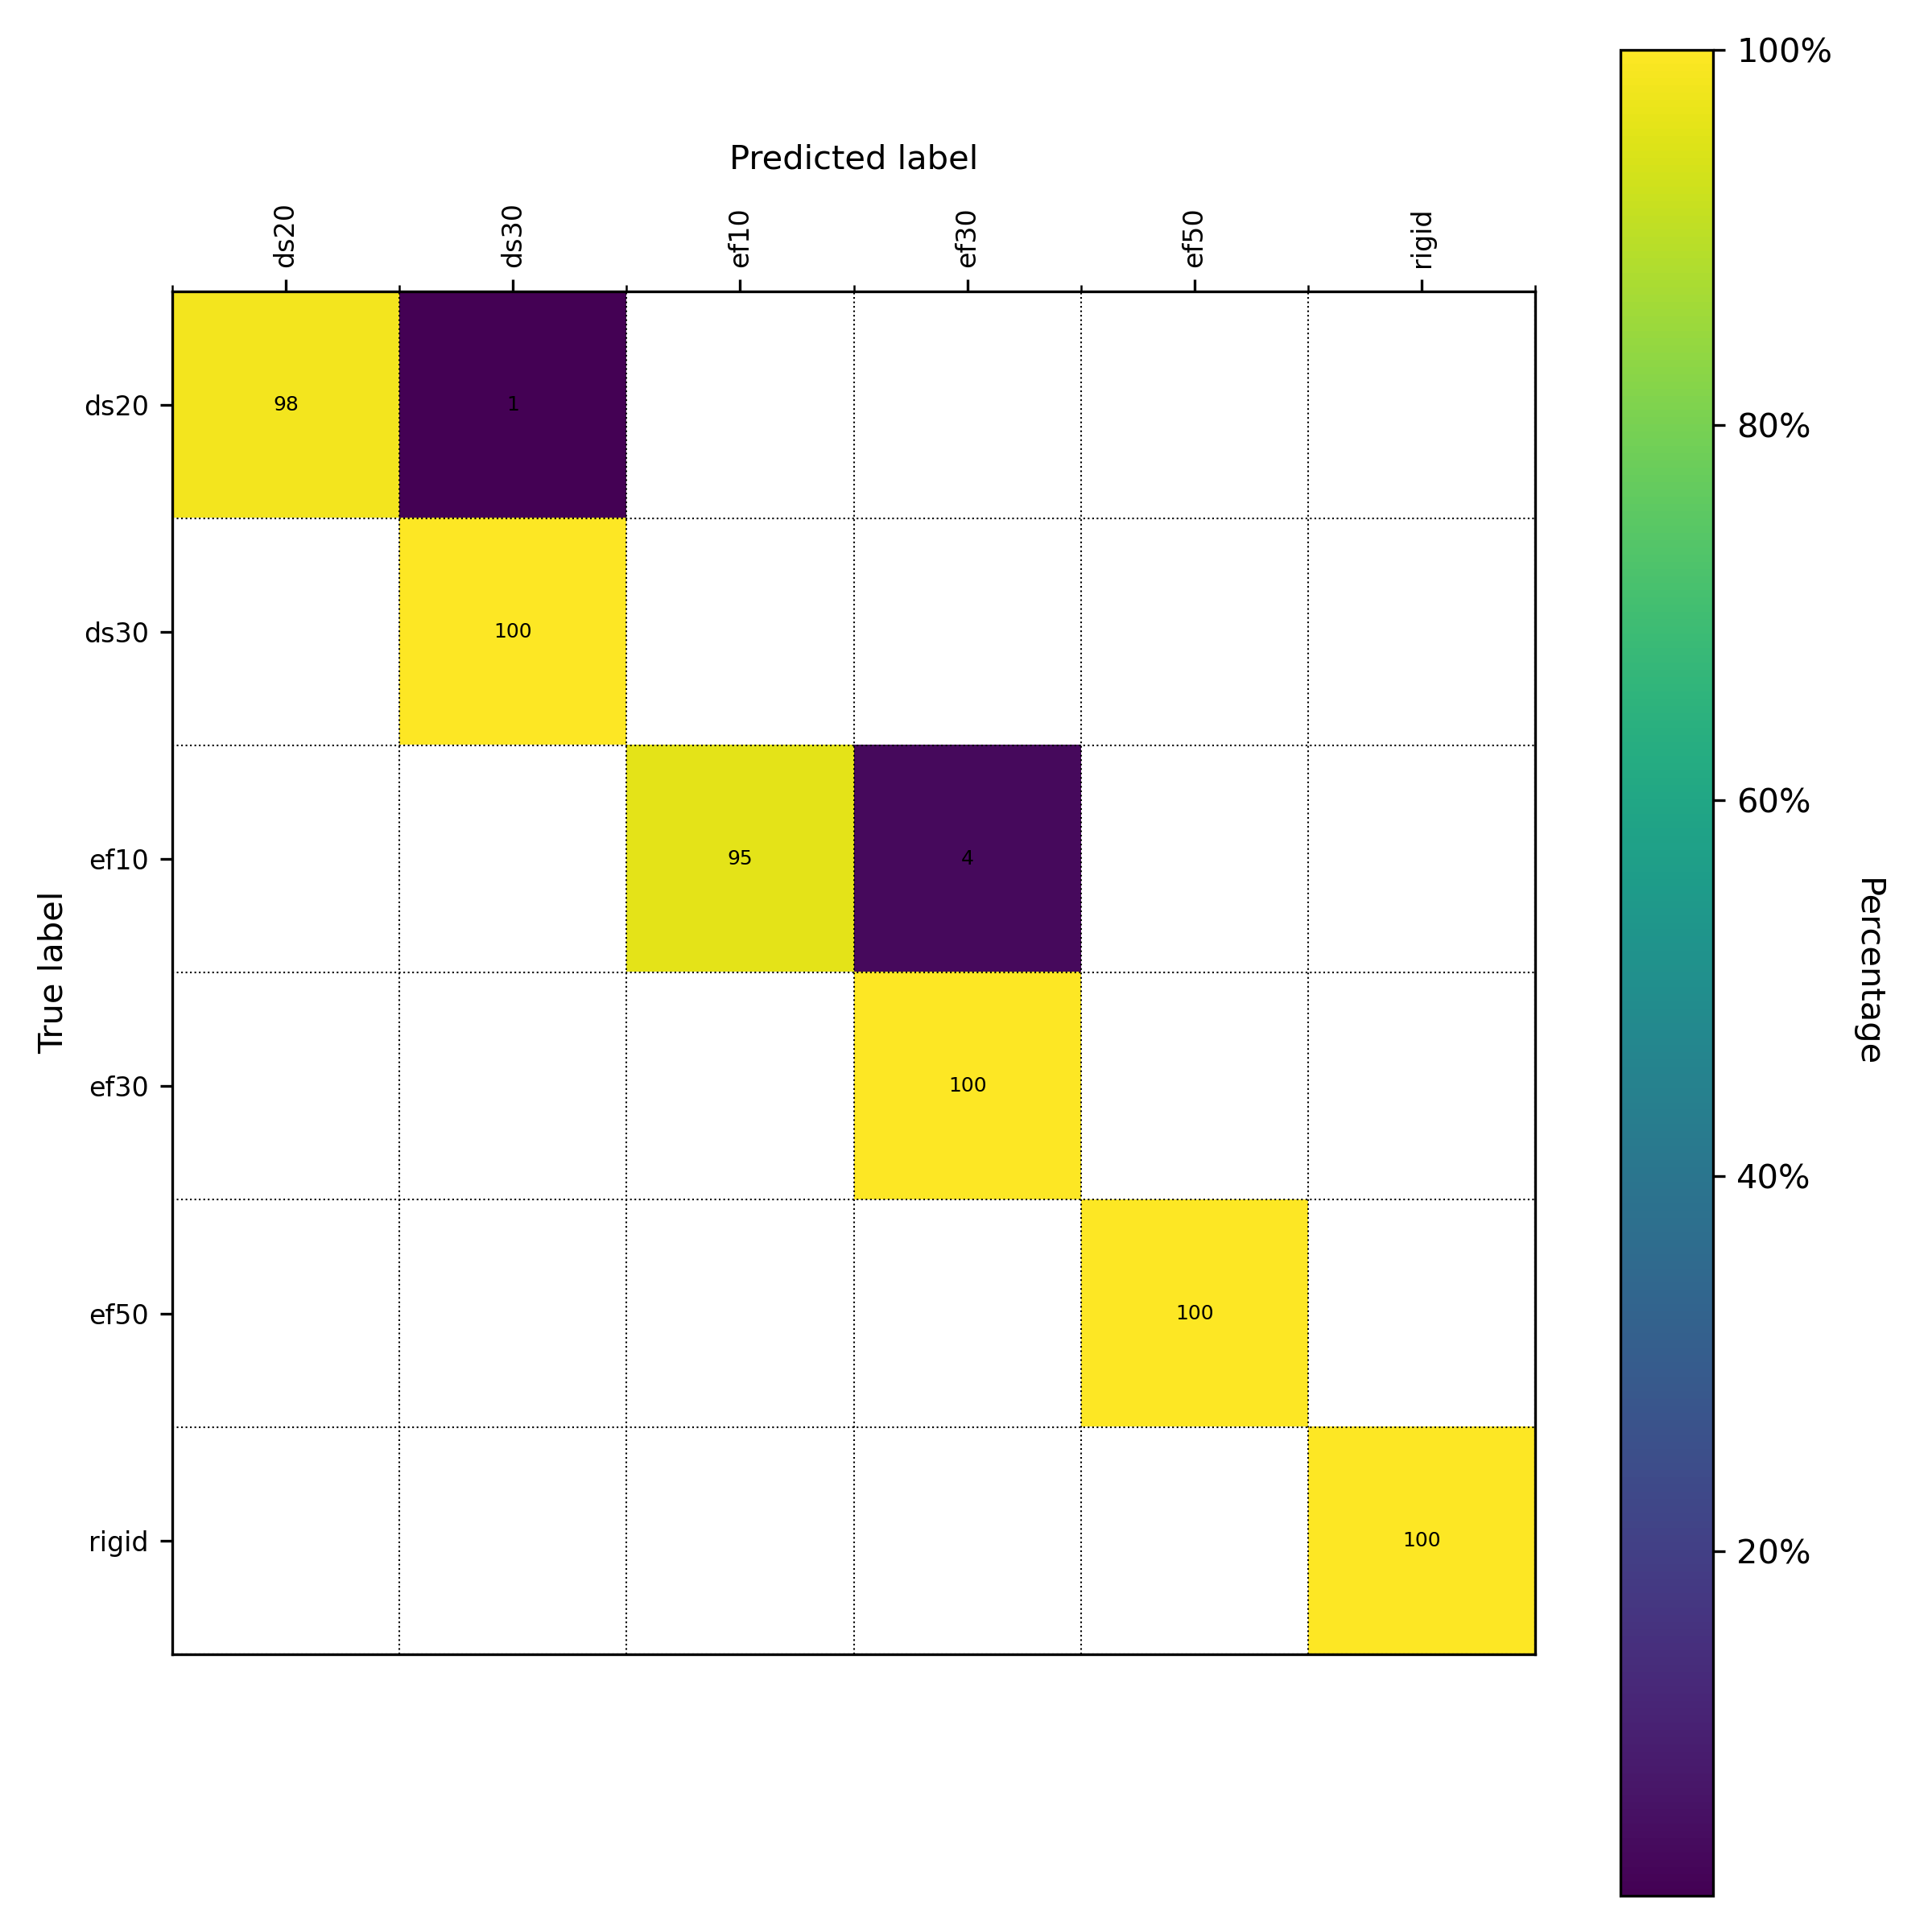 Predicted label
ds20 ds30 ef10 ef30 ef50 rigid
ds20 98 1
ds30 100
ef10 95 4
ef30 100
ef50 100
rigid 100
True label
100%
80%
60%
40%
20%
Percentage